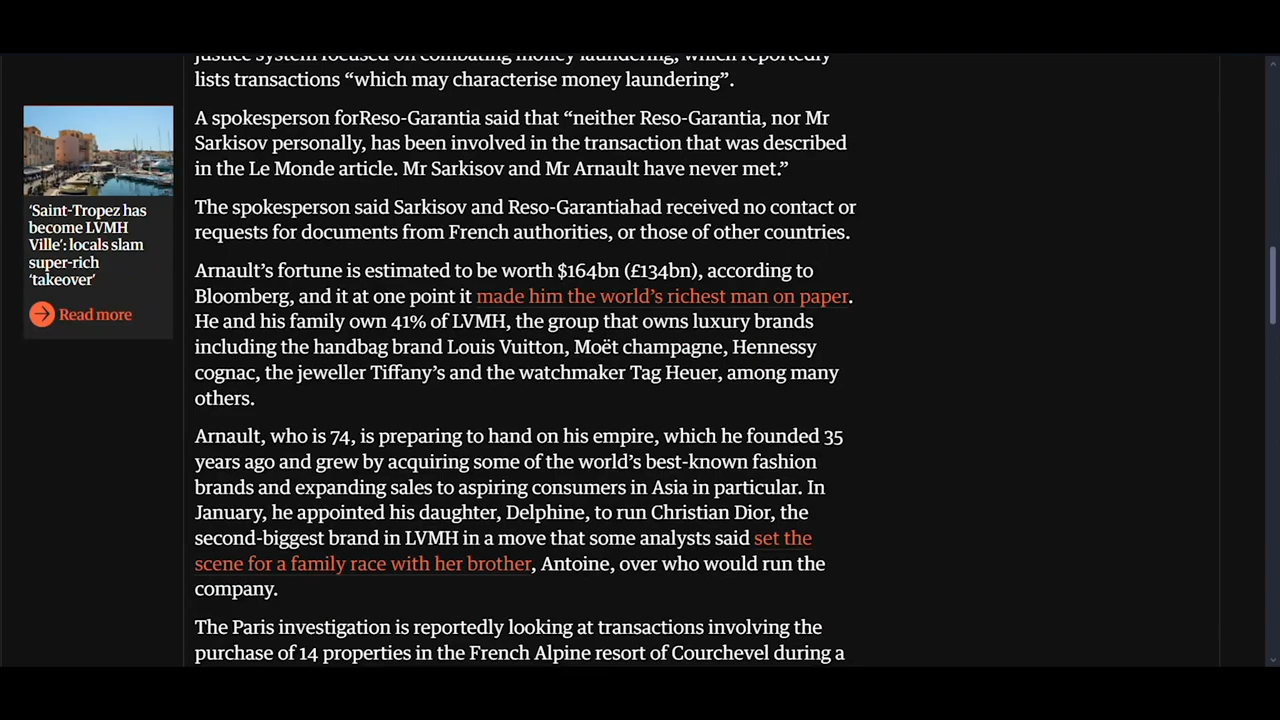 justice system focused on combating money laundering, which reportedly
lists transactions “which may characterise money laundering”.
A spokesperson forReso-Garantia said that “neither Reso-Garantia, nor Mr
Sarkisov personally, has been involved in the transaction that was described
in the Le Monde article. Mr Sarkisov and Mr Arnault have never met.”
‘Saint-Tropez has
become LVMH
Ville’: locals slam
super-rich
‘takeover’
Read more
The spokesperson said Sarkisov and Reso-Garantiahad received no contact or
requests for documents from French authorities, or those of other countries.
Arnault’s fortune is estimated to be worth $164bn (£134bn), according to
Bloomberg, and it at one point it made him the world’s richest man on paper.
He and his family own 41% of LVMH, the group that owns luxury brands
including the handbag brand Louis Vuitton, Moët champagne, Hennessy
cognac, the jeweller Tiffany’s and the watchmaker Tag Heuer, among many
others.
Arnault, who is 74, is preparing to hand on his empire, which he founded 35
years ago and grew by acquiring some of the world’s best-known fashion
brands and expanding sales to aspiring consumers in Asia in particular. In
January, he appointed his daughter, Delphine, to run Christian Dior, the
second-biggest brand in LVMH in a move that some analysts said set the
scene for a family race with her brother, Antoine, over who would run the
company.
The Paris investigation is reportedly looking at transactions involving the
purchase of 14 properties in the French Alpine resort of Courchevel during a